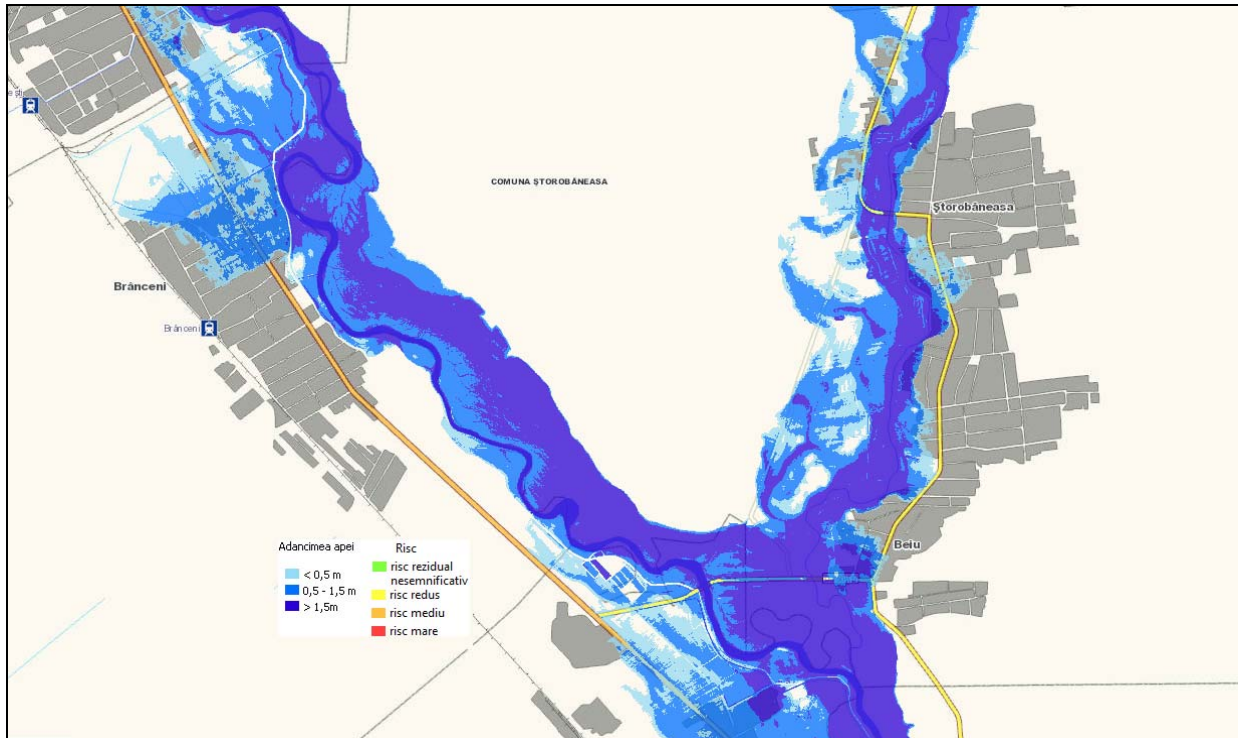 COMUNA ŞTOROBĂNEASA
Ştorobăneasa
Brânceni
Brânceni
Beiu
Adancimea apei
< 0,5 m
0,5 - 1,5 m
> 1,5m
Risc
risc rezidual
nesemnificativ
risc redus
risc mediu
risc mare